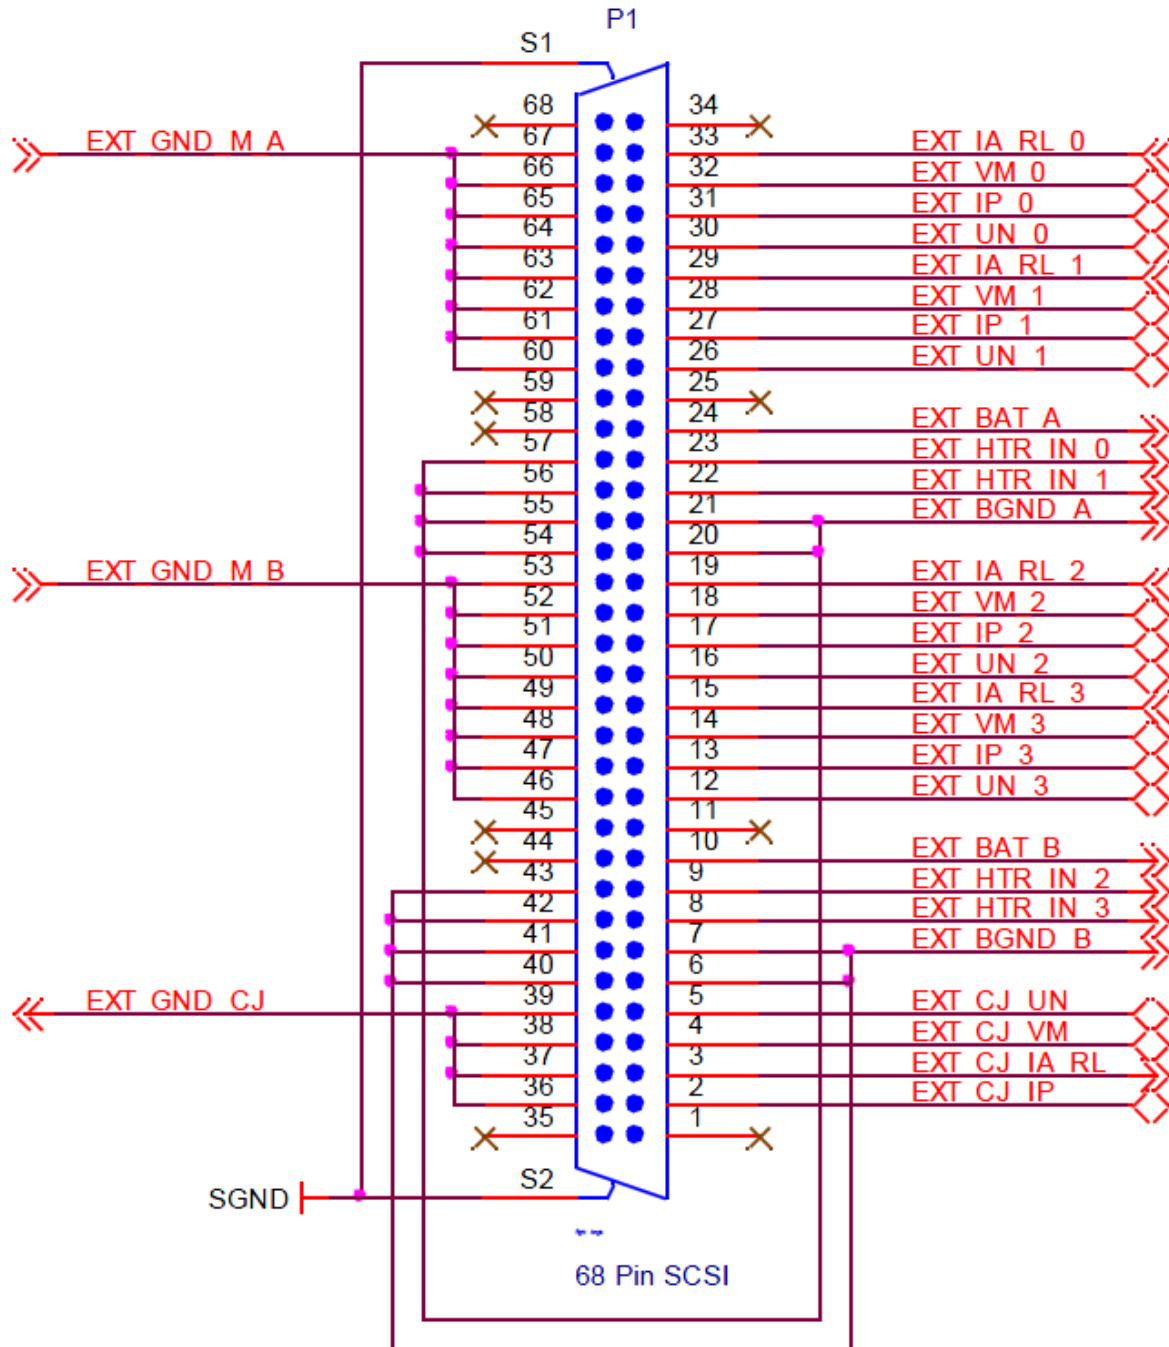 P1
S1
68 34
EXT_GND_M_A 67 33 EXT_IA_RL_0
66 32 EXT_VM_0
65 31 EXT_IP_0
64 30 EXT_UN_0
63 29 EXT_IA_RL_1
62 28 EXT_VM_1
61 27 EXT_IP_1
60 26 EXT_UN_1
59 25
58 24 EXT_BAT_A
57 23 EXT_HTR_IN_0
56 22 EXT_HTR_IN_1
55 21 EXT_BGND_A
54 20
EXT_GND_M_B 53 19 EXT_IA_RL_2
52 18 EXT_VM_2
51 17 EXT_IP_2
50 16 EXT_UN_2
49 15 EXT_IA_RL_3
48 14 EXT_VM_3
47 13 EXT_IP_3
46 12 EXT_UN_3
45 11
44 10 EXT_BAT_B
43 9 EXT_HTR_IN_2
42 8 EXT_HTR_IN_3
41 7 EXT_BGND_B
40 6
EXT_GND_CJ 39 5 EXT_CJ_UN
38 4 EXT_CJ_VM
37 3 EXT_CJ_IA_RL
36 2 EXT_CJ_IP
35 1
S2
SGND
68 Pin SCSI